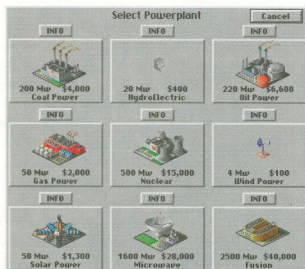 Select Powerplant
Cancel
INFO INFO INFO
200 Mw $4,000
Coal Power
20 Mw $400
HydroElectric
220 Mw $6,600
Oil Power
INFO INFO INFO
50 Mw $2,000
Gas Power
500 Mw $15,000
Nuclear
4 Mw $100
Wind Power
INFO INFO INFO
50 Mw $1,300
Solar Power
1600 Mw $28,000
Microwave
2500 Mw $40,000
Fusion